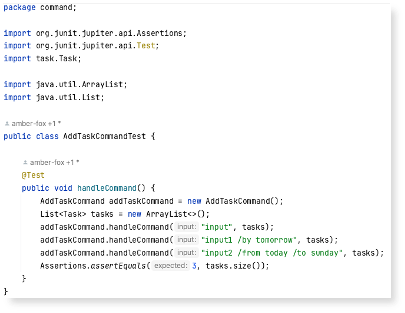 package command;
import org.junit.jupiter.api.Assertions;
import org.junit.jupiter.api.Test;
import task.Task;
import java.util.ArrayList;
import java.util.List;
amber-fox +1 *
public class AddTaskCommandTest {
amber-fox +1 *
@Test
public void handleCommand() {
AddTaskCommand addTaskCommand = new AddTaskCommand();
List<Task> tasks = new ArrayList<>();
addTaskCommand.handleCommand( input: "input", tasks);
addTaskCommand.handleCommand( input: "input1 /by tomorrow", tasks);
addTaskCommand.handleCommand( input: "input2 /from today /to sunday", tasks);
Assertions.assertEquals( expected: 3, tasks.size());
}
}